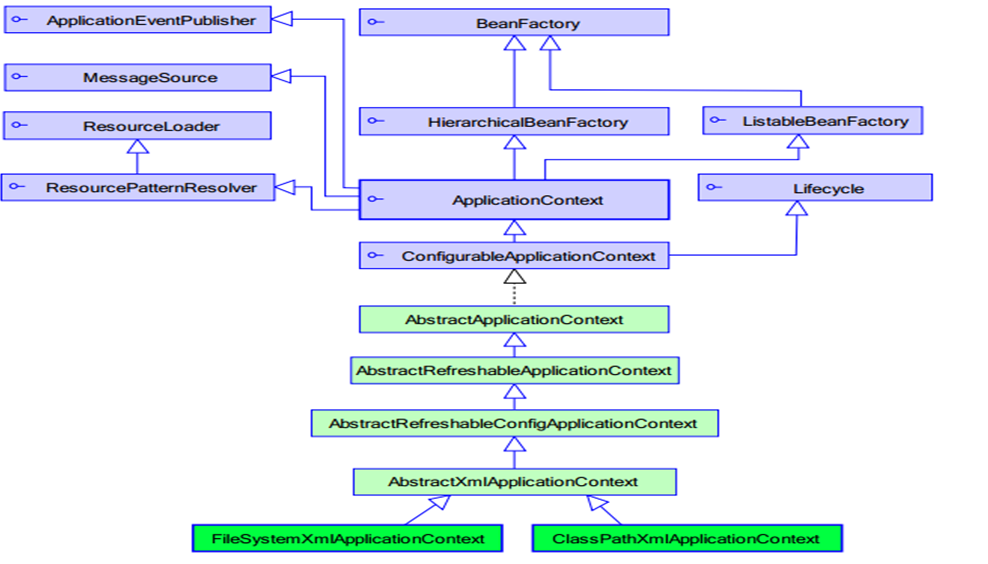 ApplicationEventPublisher
BeanFactory
MessageSource
ResourceLoader
HierarchicalBeanFactory
ListableBeanFactory
ResourcePatternResolver
ApplicationContext
Lifecycle
ConfigurableApplicationContext
AbstractApplicationContext
AbstractRefreshableApplicationContext
AbstractRefreshableConfigApplicationContext
AbstractXmlApplicationContext
FileSystemXmlApplicationContext
ClassPathXmlApplicationContext